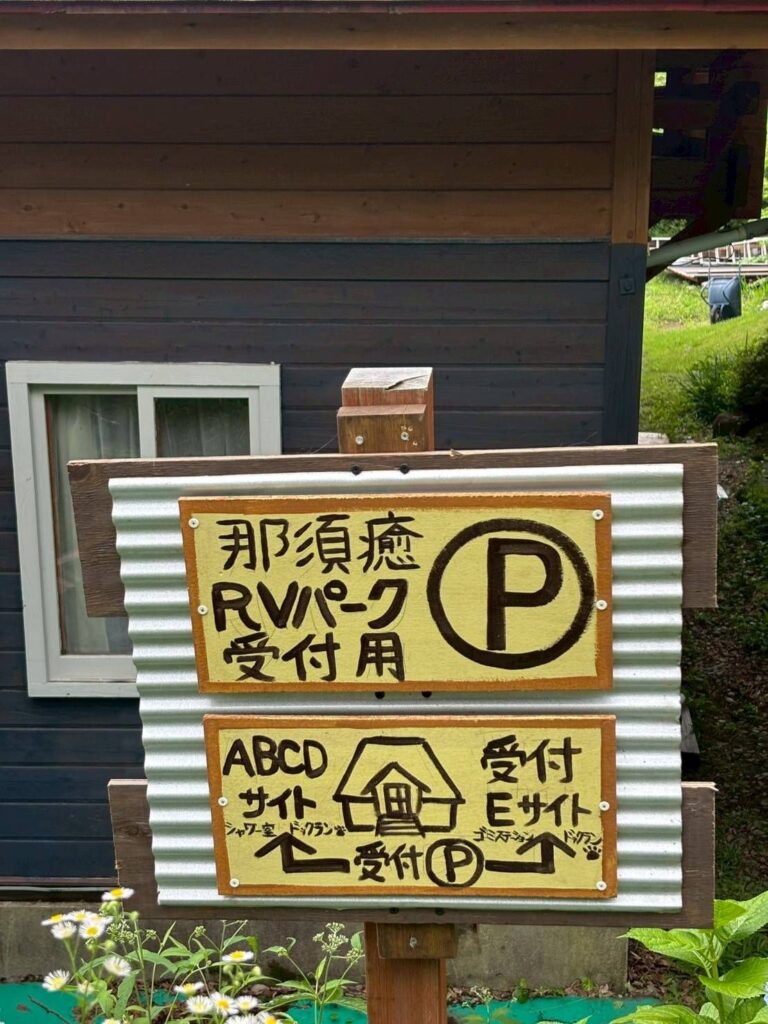 那須癒
RVパーク
受付用
P
ABCD
サイト
シャワー室 ドックラン
受付
Eサイト
ゴミステーション ドックラン
受付 P